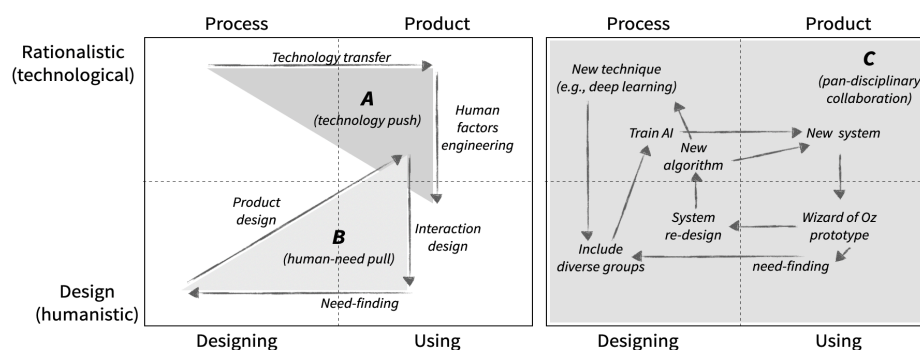 Process
Product
Process
Product
Rationalistic
(technological)
Technology transfer
A
(technology push)
Human
factors
engineering
Product
design
B
(human-need pull)
Interaction
design
Need-finding
Design
(humanistic)
Designing
Using
New technique
(e.g., deep learning)
C
(pan-disciplinary
collaboration)
Train AI
New
algorithm
New system
System
re-design
Wizard of Oz
prototype
Include
diverse groups
need-finding
Designing
Using